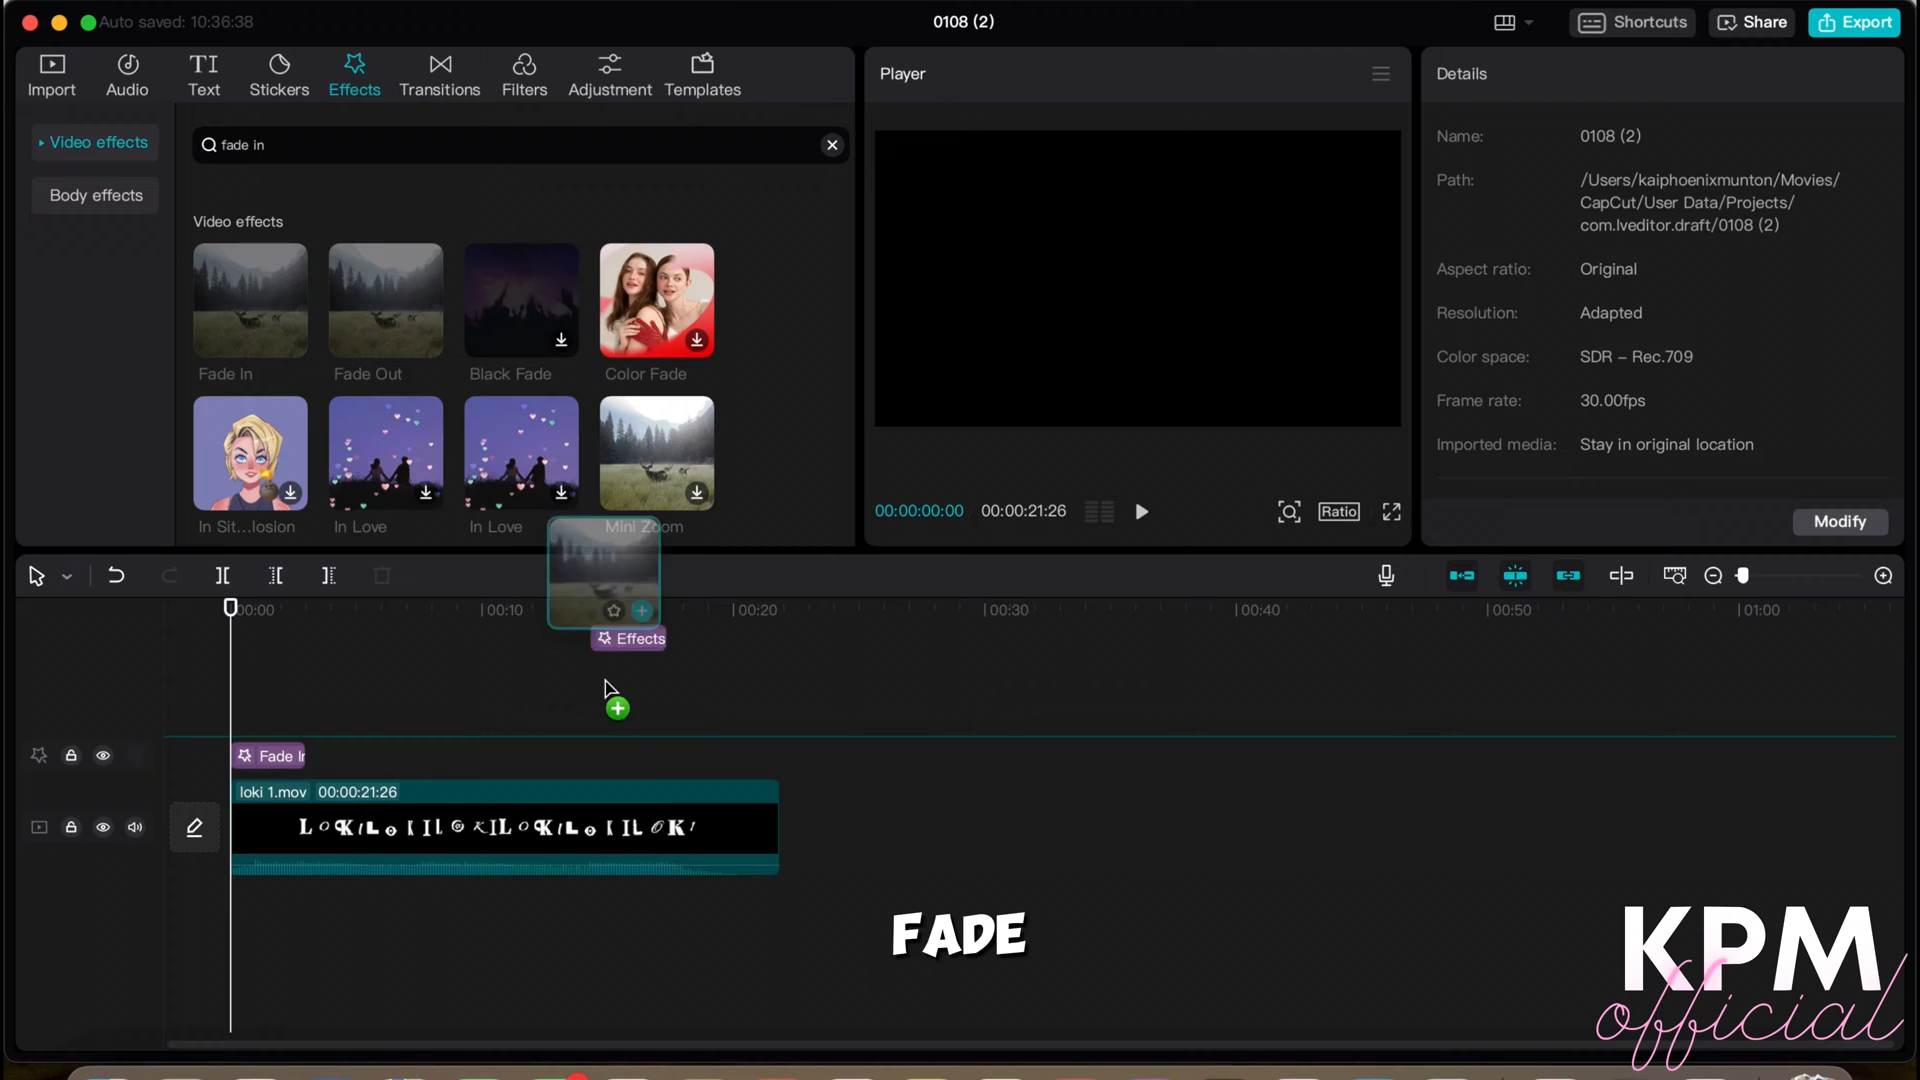 Auto saved: 10:36:38
0108 (2)
Shortcuts
Share
Export
Import
Audio
TI
Text
Stickers
Effects
Transitions
Filters
Adjustment
Templates
Player
Details
Video effects
Body effects
fade in
Video effects
Fade In
Fade Out
Black Fade
Color Fade
In Sit...losion
In Love
In Love
Mini Zoom
Name:
0108 (2)
Path:
/Users/kaiphoenixmunton/Movies/
CapCut/User Data/Projects/
com.lveditor.draft/0108 (2)
Aspect ratio:
Original
Resolution:
Adapted
Color space:
SDR – Rec.709
Frame rate:
30.00fps
Imported media:
Stay in original location
Modify
00:00:00:00
00:00:21:26
Ratio
00:00
00:10
00:20
00:30
00:40
00:50
01:00
Effects
Fade In
loki 1.mov 00:00:21:26
LOKILOKILOKILOKILOKILOKI
FADE
KPM
official